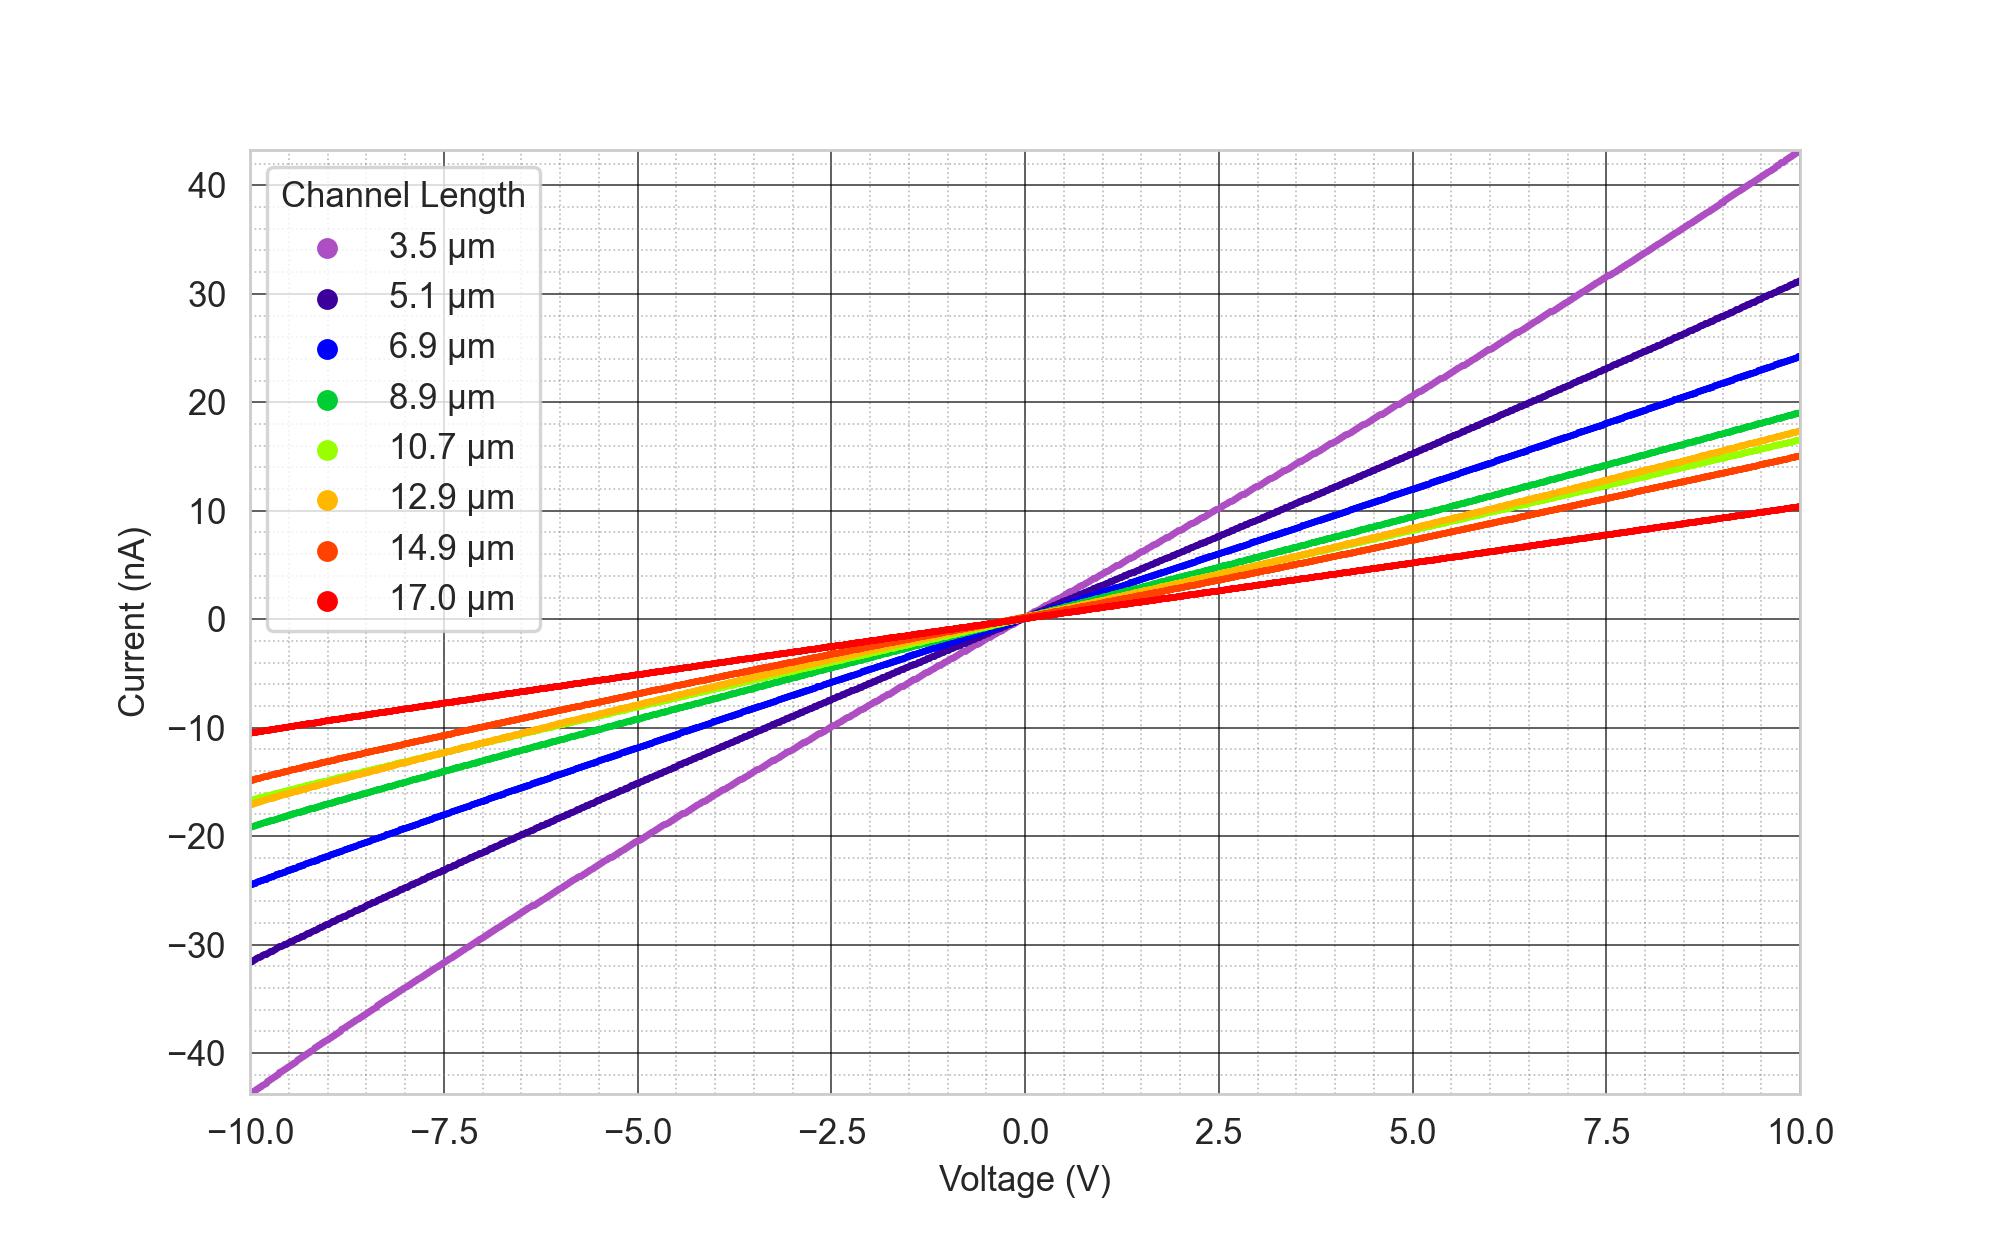 Channel Length
3.5 µm
5.1 µm
6.9 µm
8.9 µm
10.7 µm
12.9 µm
14.9 µm
17.0 µm
40
30
20
10
0
−10
−20
−30
−40
Current (nA)
−10.0 −7.5 −5.0 −2.5 0.0 2.5 5.0 7.5 10.0
Voltage (V)